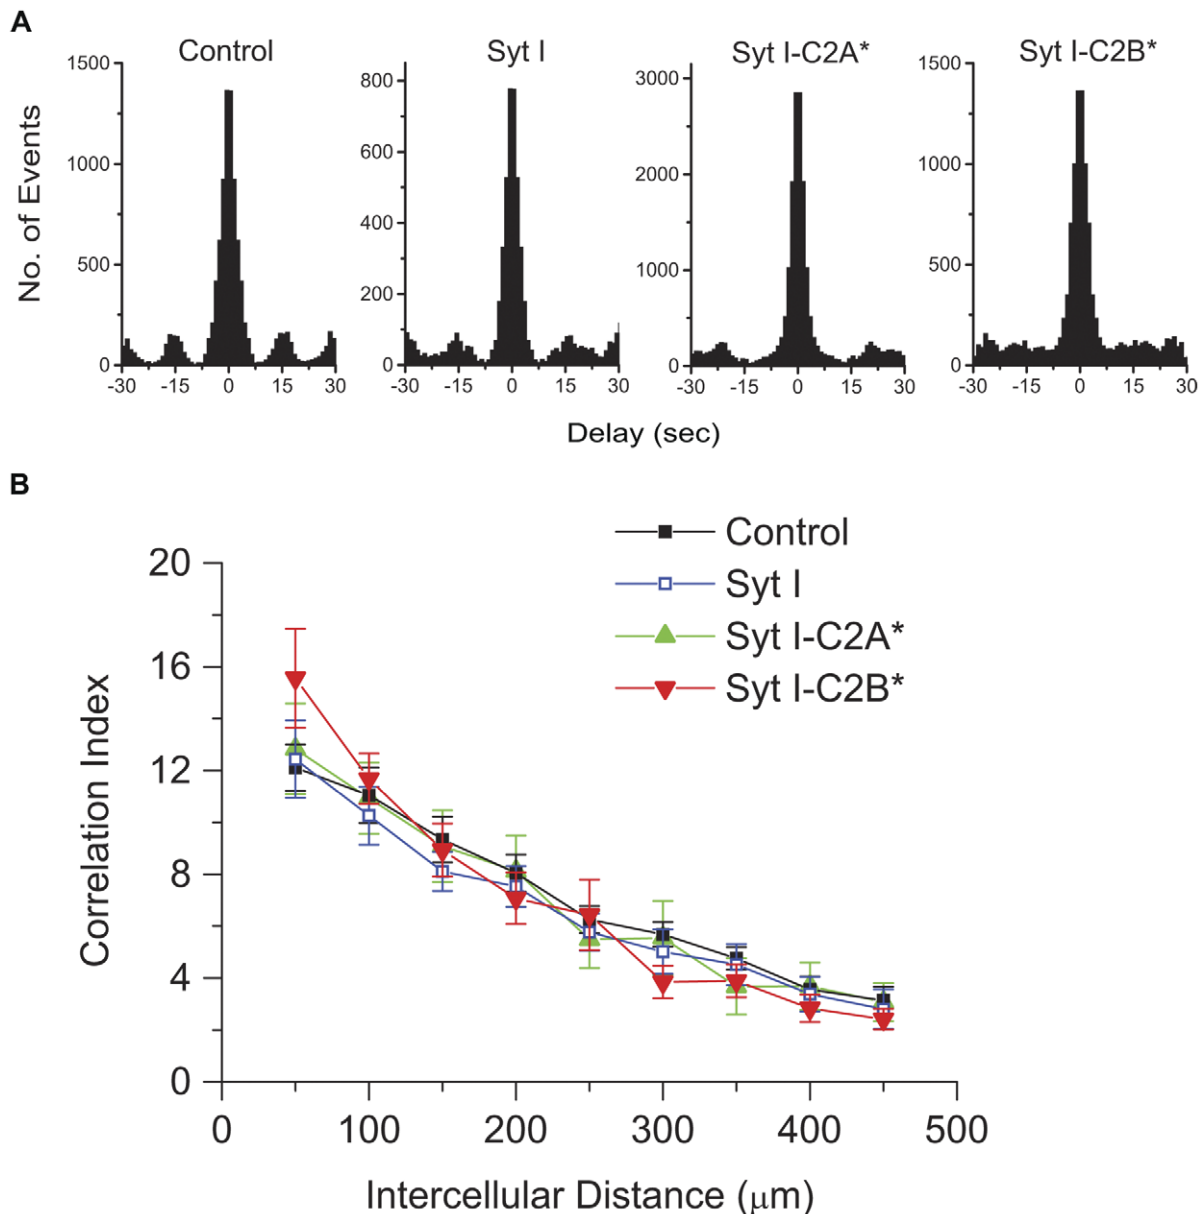 A
Control
Syt I
Syt I-C2A*
Syt I-C2B*
No. of Events
1500
1000
500
0
-30 -15 0 15 30
800
600
400
200
0
-30 -15 0 15 30
3000
2000
1000
0
-30 -15 0 15 30
1500
1000
500
0
-30 -15 0 15 30
Delay (sec)
B
Control
Syt I
Syt I-C2A*
Syt I-C2B*
Correlation Index
20
16
12
8
4
0
0 100 200 300 400 500
Intercellular Distance (μm)